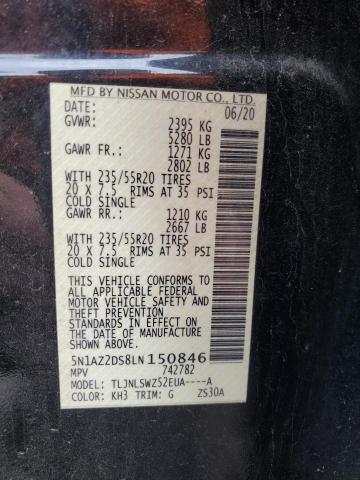 MFD BY NISSAN MOTOR CO., LTD.
DATE: 06/20
GVWR: 2395 KG
5280 LB
GAWR FR.: 1271 KG
2802 LB
WITH 235/55R20 TIRES
20 X 7.5 RIMS AT 35 PSI
COLD SINGLE
GAWR RR.: 1210 KG
2667 LB
WITH 235/55R20 TIRES
20 X 7.5 RIMS AT 35 PSI
COLD SINGLE
THIS VEHICLE CONFORMS TO
ALL APPLICABLE FEDERAL
MOTOR VEHICLE SAFETY AND
THEFT PREVENTION
STANDARDS IN EFFECT ON
THE DATE OF MANUFACTURE
SHOWN ABOVE.
5N1AZ2DS8LN150846
MPV 742782
MODEL: TLJNLSWZ52EUA----A
COLOR: KH3 TRIM: G ZS30A